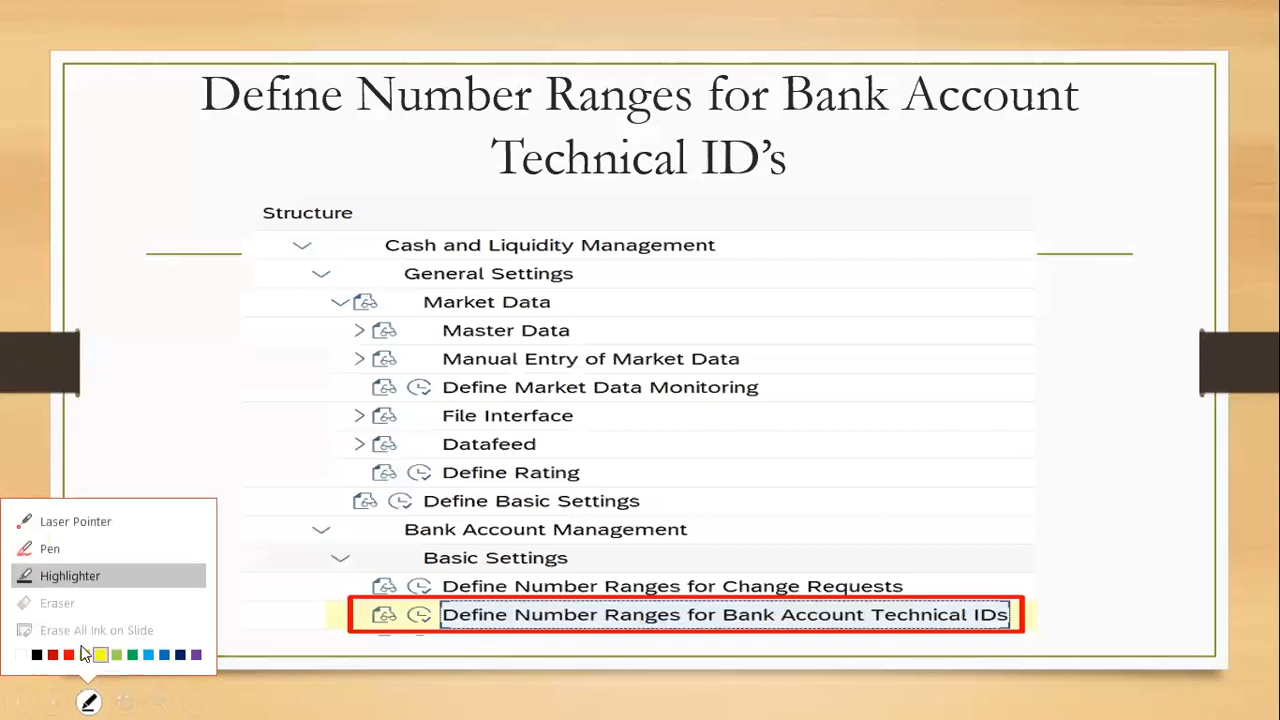 Define Number Ranges for Bank Account
Technical ID’s
Structure
Cash and Liquidity Management
General Settings
Market Data
Master Data
Manual Entry of Market Data
Define Market Data Monitoring
File Interface
Datafeed
Define Rating
Define Basic Settings
Bank Account Management
Basic Settings
Define Number Ranges for Change Requests
Define Number Ranges for Bank Account Technical IDs
Laser Pointer
Pen
Highlighter
Eraser
Erase All Ink on Slide